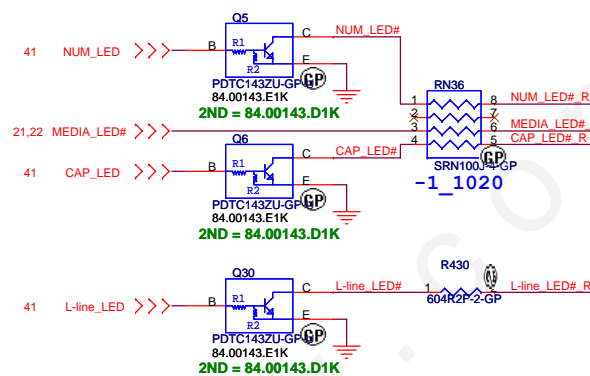 Q5
41 NUM_LED B R1 R2 C NUM_LED#
E
GP
PDTC143ZU-GP
84.00143.E1K
2ND = 84.00143.D1K
RN36
1 8 NUM_LED#_R
2 7
3 6 MEDIA_LED#_
4 5 CAP_LED#_R
GP
SRN100J-4-GP
-1_1020
21,22 MEDIA_LED#
Q6
41 CAP_LED B R1 R2 C CAP_LED#
E
GP
PDTC143ZU-GP
84.00143.E1K
2ND = 84.00143.D1K
Q30
41 L-line_LED B R1 R2 C L-line_LED#
E
GP
PDTC143ZU-GP
84.00143.E1K
2ND = 84.00143.D1K
R430
1 2 L-line_LED#_R
604R2P-2-GP